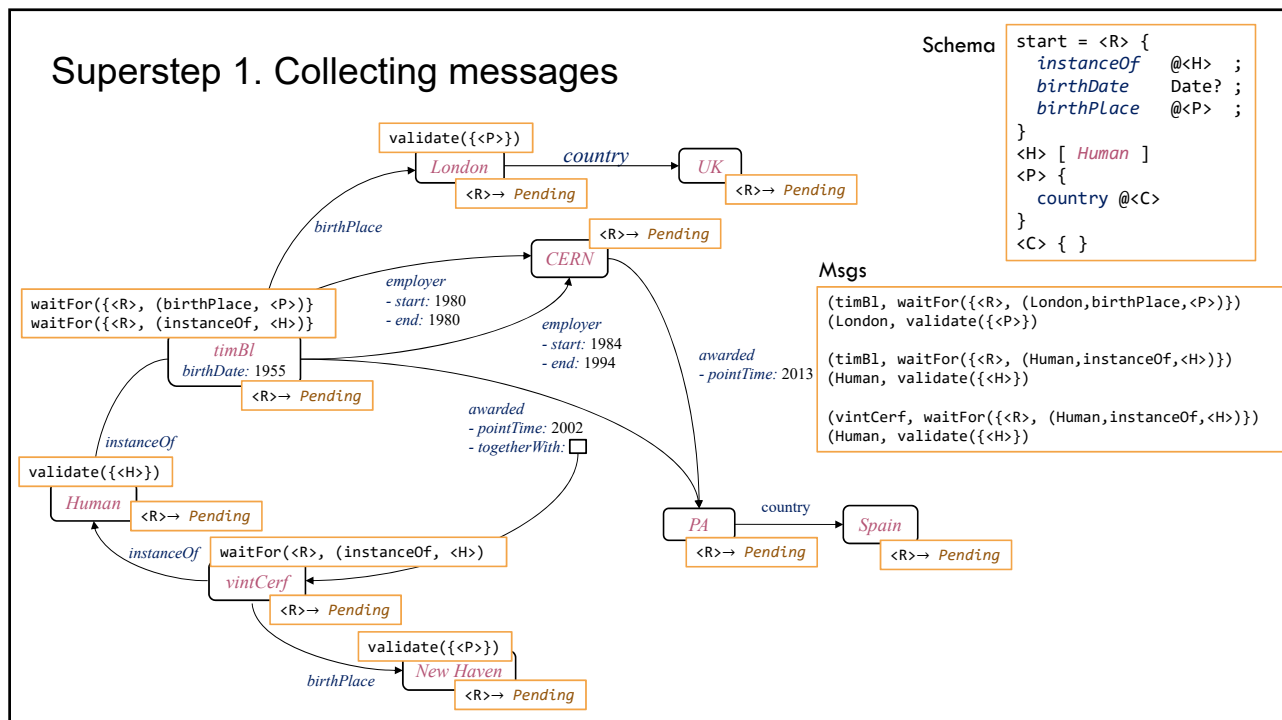 Superstep 1. Collecting messages
Schema
start = <R> {
instanceOf @<H> ;
birthDate Date? ;
birthPlace @<P> ;
}
<H> [ Human ]
<P> {
country @<C>
}
<C> { }
validate({<P>})
London
<R>→ Pending
country
UK
<R>→ Pending
birthPlace
<R>→ Pending
CERN
employer
- start: 1980
- end: 1980
waitFor({<R>, (birthPlace, <P>)}
waitFor({<R>, (instanceOf, <H>)}
timBl
birthDate: 1955
<R>→ Pending
employer
- start: 1984
- end: 1994
awarded
- pointTime: 2013
Msgs
(timBl, waitFor({<R>, (London,birthPlace,<P>)})
(London, validate({<P>})
(timBl, waitFor({<R>, (Human,instanceOf,<H>)})
(Human, validate({<H>})
(vintCerf, waitFor({<R>, (Human,instanceOf,<H>)})
(Human, validate({<H>})
awarded
- pointTime: 2002
- togetherWith:
instanceOf
validate({<H>})
Human
<R>→ Pending
instanceOf
waitFor(<R>, (instanceOf, <H>)
vintCerf
<R>→ Pending
PA
<R>→ Pending
country
Spain
<R>→ Pending
birthPlace
validate({<P>})
New Haven
<R>→ Pending